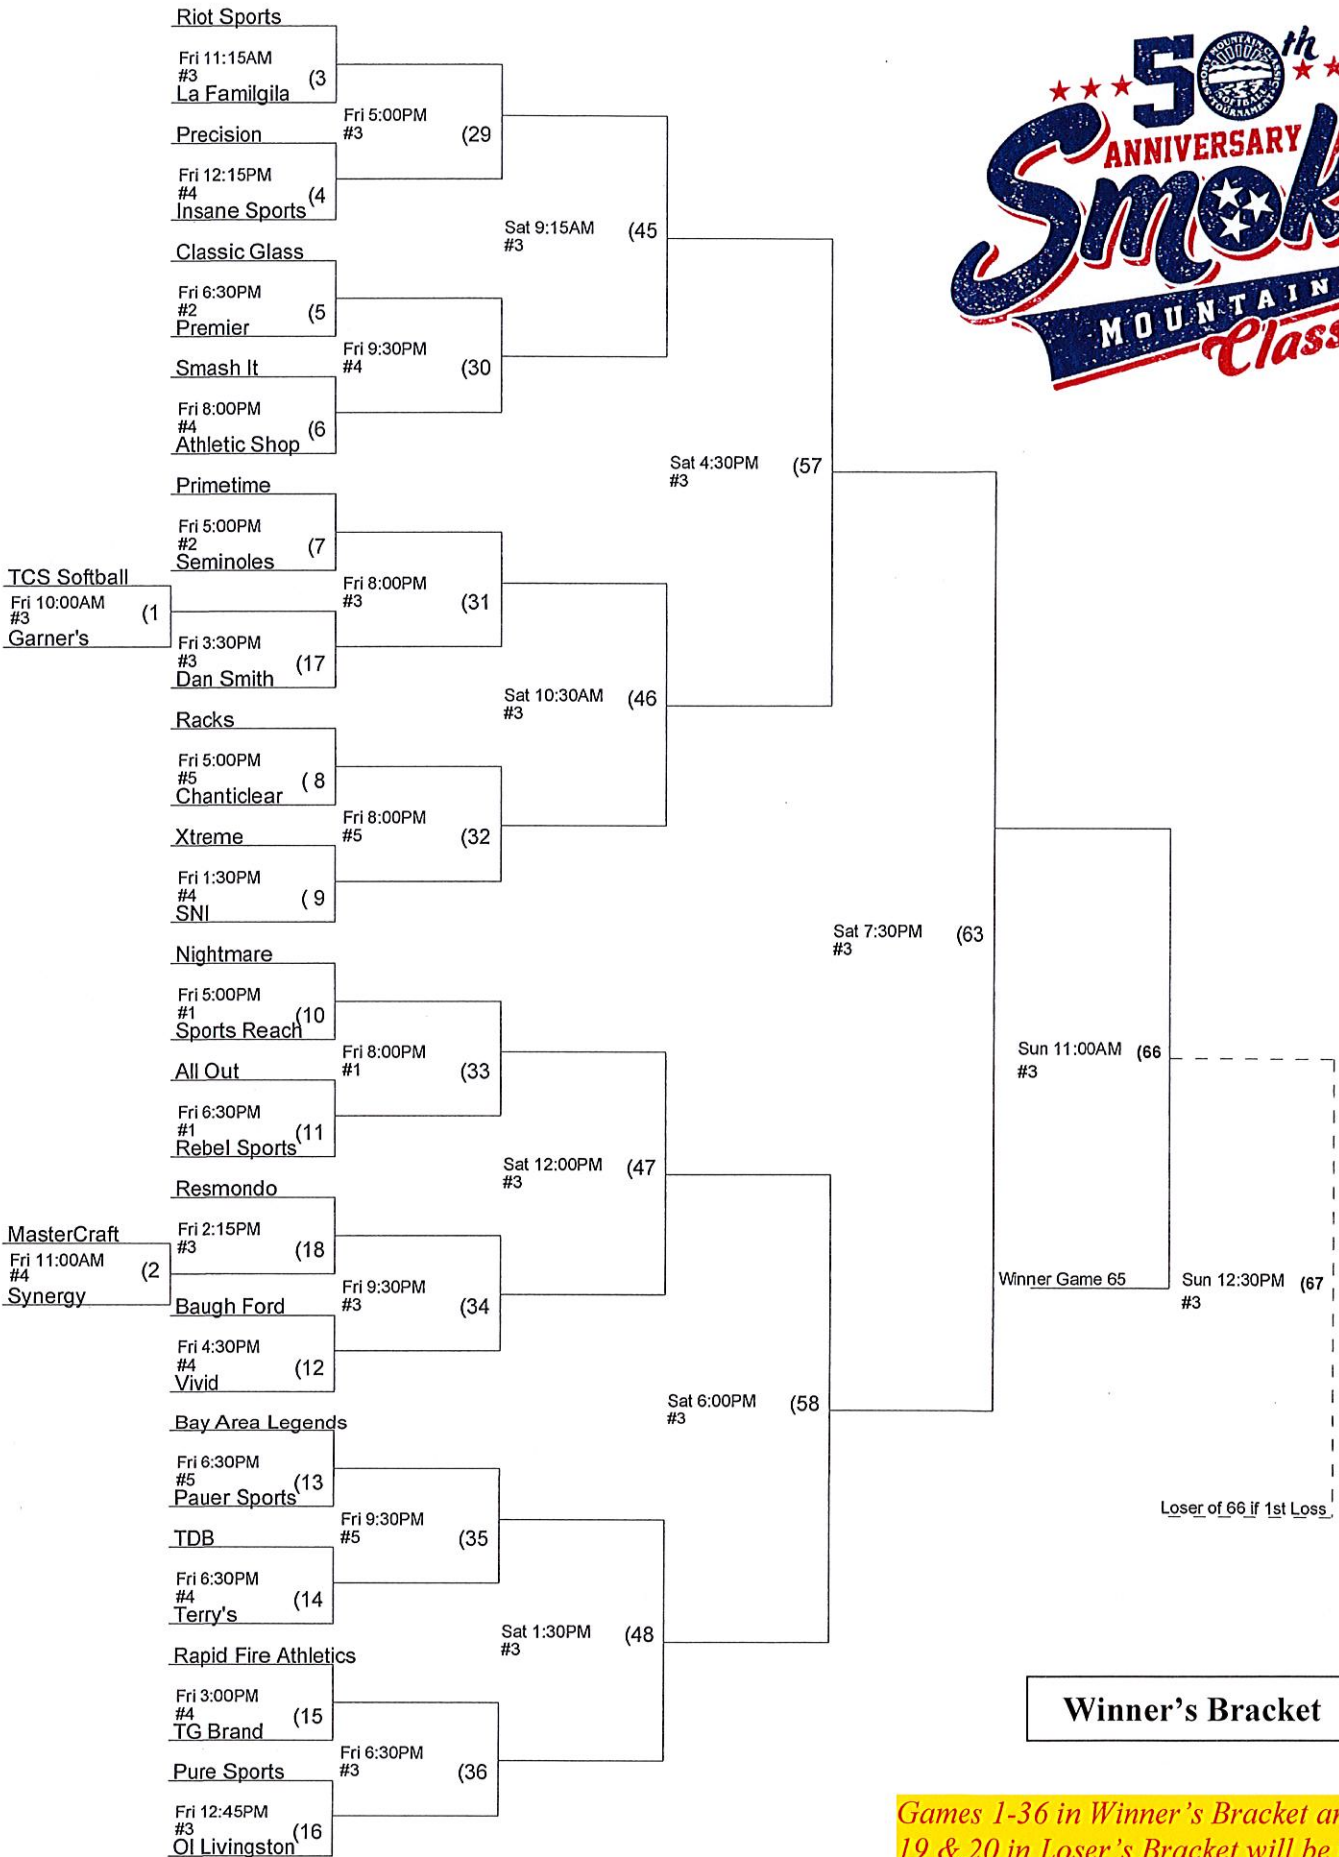 Riot Sports
Fri 11:15AM
#3 (3
La Familgila
Fri 5:00PM
#3 (29
Precision
Fri 12:15PM
#4 (4
Insane Sports
Sat 9:15AM (45
#3
Classic Glass
Fri 6:30PM
#2 (5
Premier
Fri 9:30PM
#4 (30
Smash It
Fri 8:00PM
#4 (6
Athletic Shop
Sat 4:30PM (57
#3
Primetime
Fri 5:00PM
#2 (7
Seminoles
TCS Softball
Fri 10:00AM
#3 (1
Garner's
Fri 8:00PM
#3 (31
Fri 3:30PM
#3 (17
Dan Smith
Sat 10:30AM (46
#3
Racks
Fri 5:00PM
#5 ( 8
Chanticlear
Fri 8:00PM
#5 (32
Xtreme
Fri 1:30PM
#4 ( 9
SNI
Sat 7:30PM (63
#3
Nightmare
Fri 5:00PM
#1 (10
Sports Reach
Fri 8:00PM
#1 (33
All Out
Fri 6:30PM
#1 (11
Rebel Sports
Sat 12:00PM (47
#3
Resmondo
Fri 2:15PM
#3 (18
MasterCraft
Fri 11:00AM
#4 (2
Synergy
Fri 9:30PM
#3 (34
Baugh Ford
Fri 4:30PM
#4 (12
Vivid
Sat 6:00PM (58
#3
Bay Area Legends
Fri 6:30PM
#5 (13
Pauer Sports
Fri 9:30PM
#5 (35
TDB
Fri 6:30PM
#4 (14
Terry's
Sat 1:30PM (48
#3
Rapid Fire Athletics
Fri 3:00PM
#4 (15
TG Brand
Fri 6:30PM
#3 (36
Pure Sports
Fri 12:45PM
#3 (16
OI Livingston
Sun 11:00AM (66
#3
Winner Game 65
Sun 12:30PM (67
#3
Loser of 66 if 1st Loss
50th
SMOKY MOUNTAIN CLASSIC
SOFTBALL
TOURNAMENT
ANNIVERSARY
Smok
MOUNTAIN
Class
Winner's Bracket
Games 1-36 in Winner's Bracket an
19 & 20 in Loser's Bracket will be